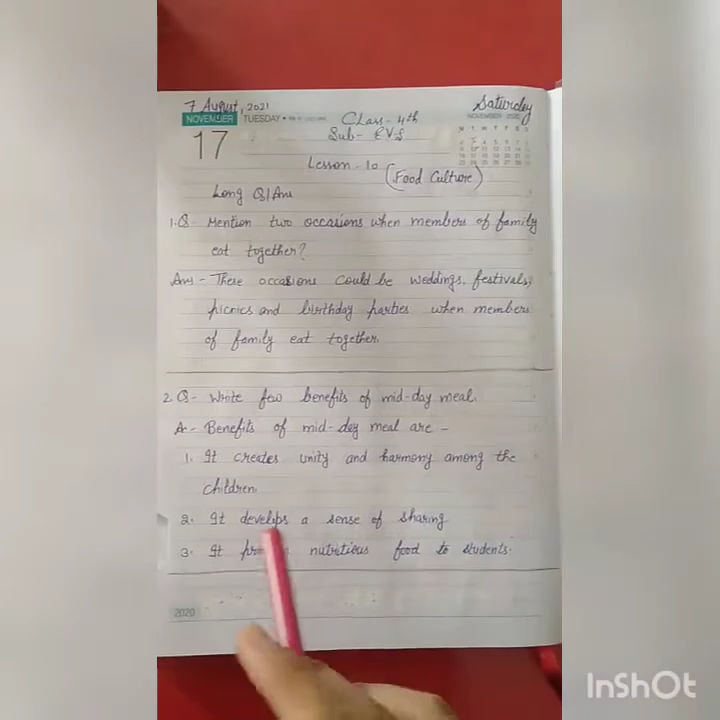 7 August, 2021
Saturday
NOVEMBER TUESDAY
NOVEMBER 2020
17
Class - 4th
Sub- EVS
Lesson - 10 (Food Culture)
Long Q/Ans
1. Q- Mention two occasions when members of family
eat together?
Ans - These occasions could be weddings, festivals,
picnics and birthday parties when members
of family eat together.
2. Q- Write few benefits of mid-day meal.
A- Benefits of mid-day meal are -
1. It creates unity and harmony among the
children.
2. It develops a sense of sharing
3. It nutritious food to students.
2020
InShOt